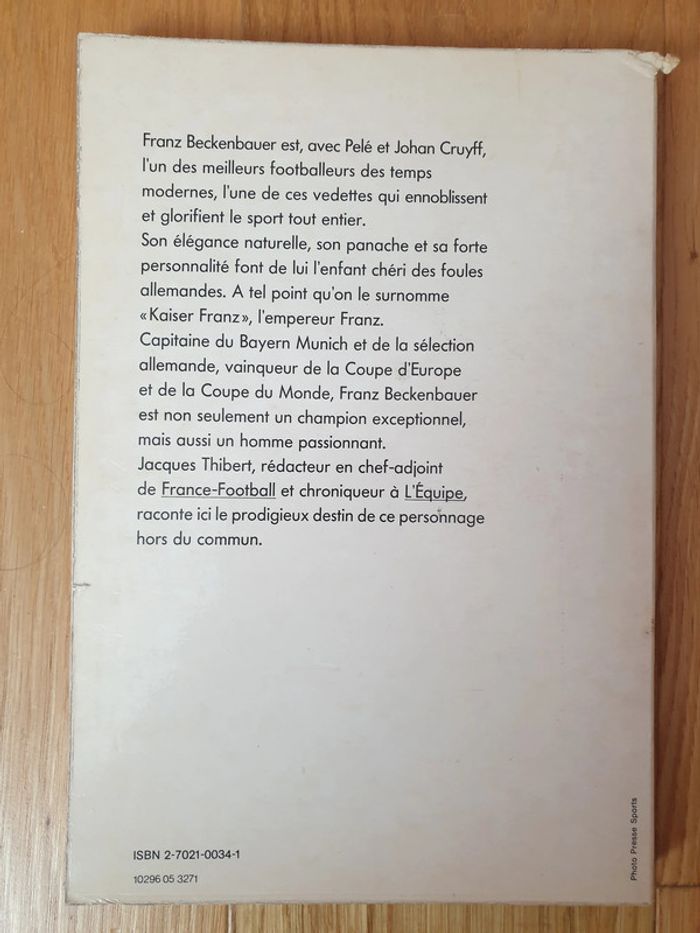 Franz Beckenbauer est, avec Pelé et Johan Cruyff,
l'un des meilleurs footballeurs des temps
modernes, l'une de ces vedettes qui ennoblissent
et glorifient le sport tout entier.
Son élégance naturelle, son panache et sa forte
personnalité font de lui l'enfant chéri des foules
allemandes. A tel point qu'on le surnomme
«Kaiser Franz», l'empereur Franz.
Capitaine du Bayern Munich et de la sélection
allemande, vainqueur de la Coupe d'Europe
et de la Coupe du Monde, Franz Beckenbauer
est non seulement un champion exceptionnel,
mais aussi un homme passionnant.
Jacques Thibert, rédacteur en chef-adjoint
de France-Football et chroniqueur à L'Équipe,
raconte ici le prodigieux destin de ce personnage
hors du commun.
ISBN 2-7021-0034-1
10296 05 3271
Photo Presse Sports